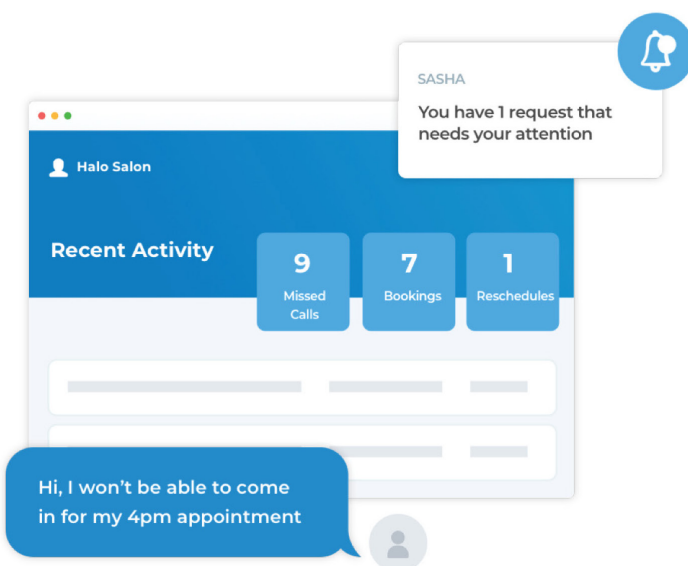 SASHA
You have 1 request that
needs your attention
Halo Salon
Recent Activity
9
Missed
Calls
7
Bookings
1
Reschedules
Hi, I won't be able to come
in for my 4pm appointment